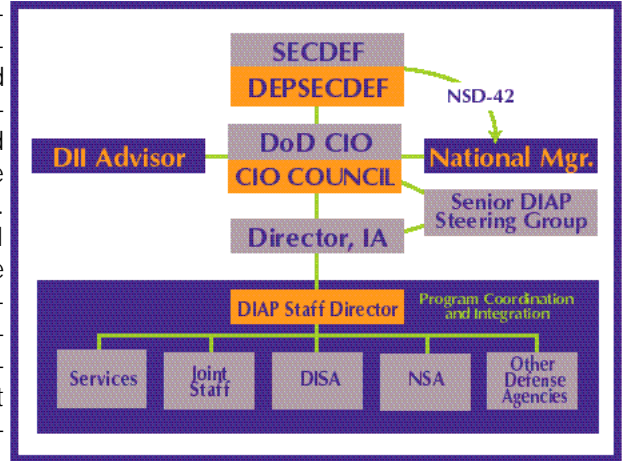 SECDEF
DEPSECDEF
NSD-42
DoD CIO
CIO COUNCIL
DII Advisor
National Mgr.
Senior DIAP
Steering Group
Director, IA
DIAP Staff Director
Program Coordination
and Integration
Services
Joint
Staff
DISA
NSA
Other
Defense
Agencies